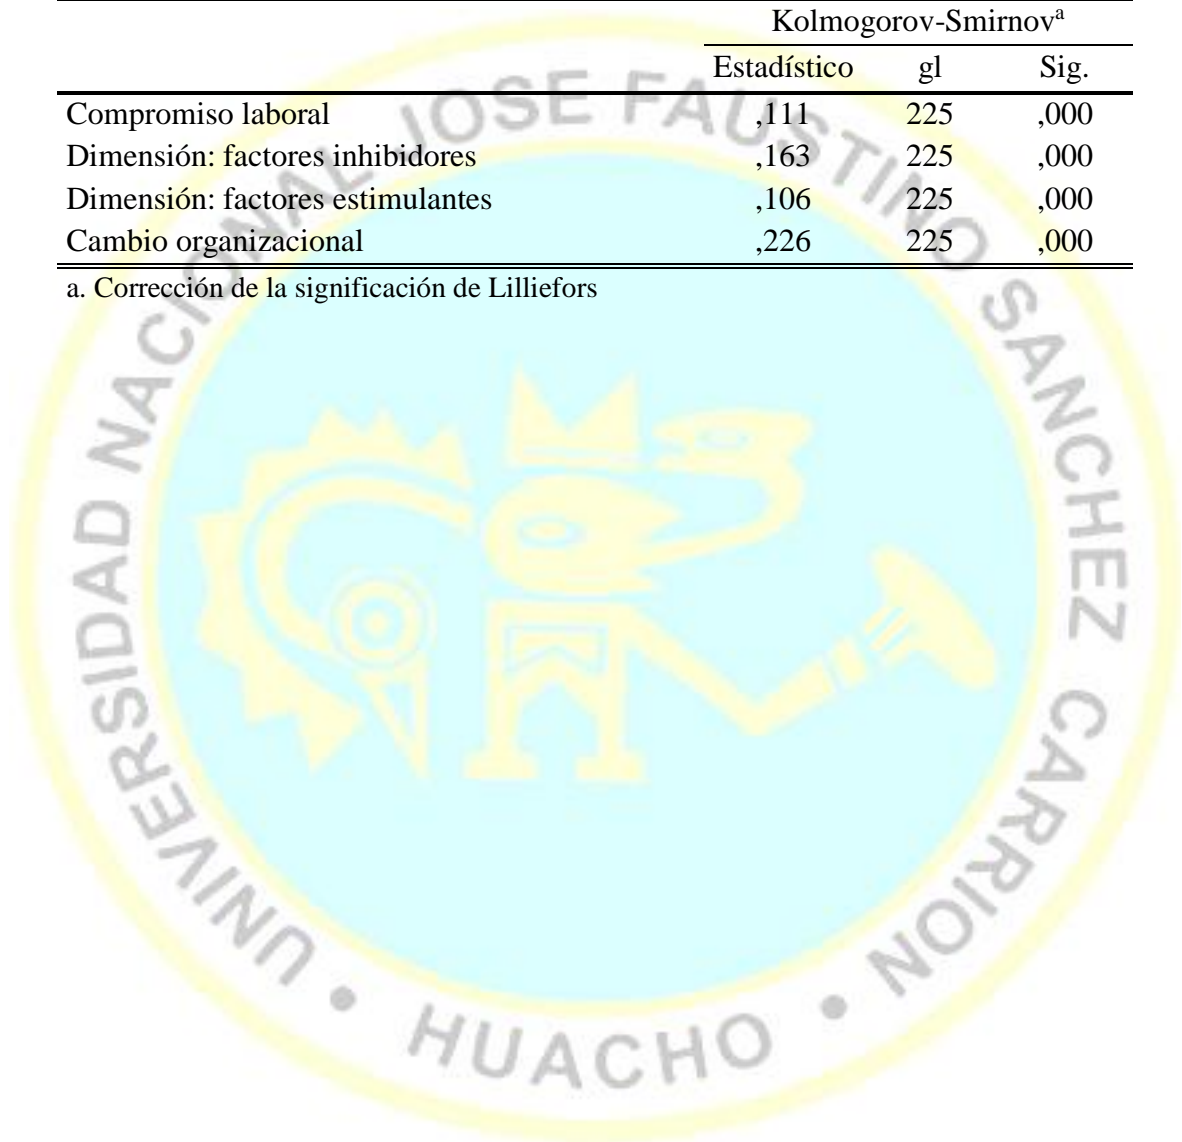 Kolmogorov-Smirnovᵃ
Estadístico gl Sig.
Compromiso laboral ,111 225 ,000
Dimensión: factores inhibidores ,163 225 ,000
Dimensión: factores estimulantes ,106 225 ,000
Cambio organizacional ,226 225 ,000
a. Corrección de la significación de Lilliefors
UNIVERSIDAD NACIONAL JOSE FAUSTINO SANCHEZ CARRION
• HUACHO •